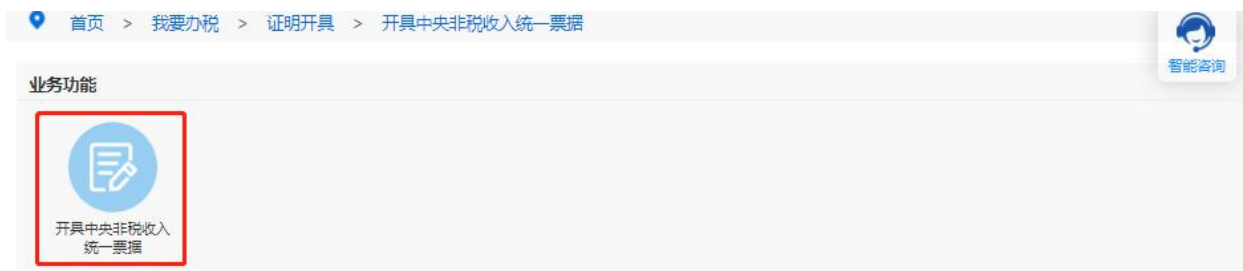 首页 > 我要办税 > 证明开具 > 开具中央非税收入统一票据
智能咨询
业务功能
开具中央非税收入
统一票据